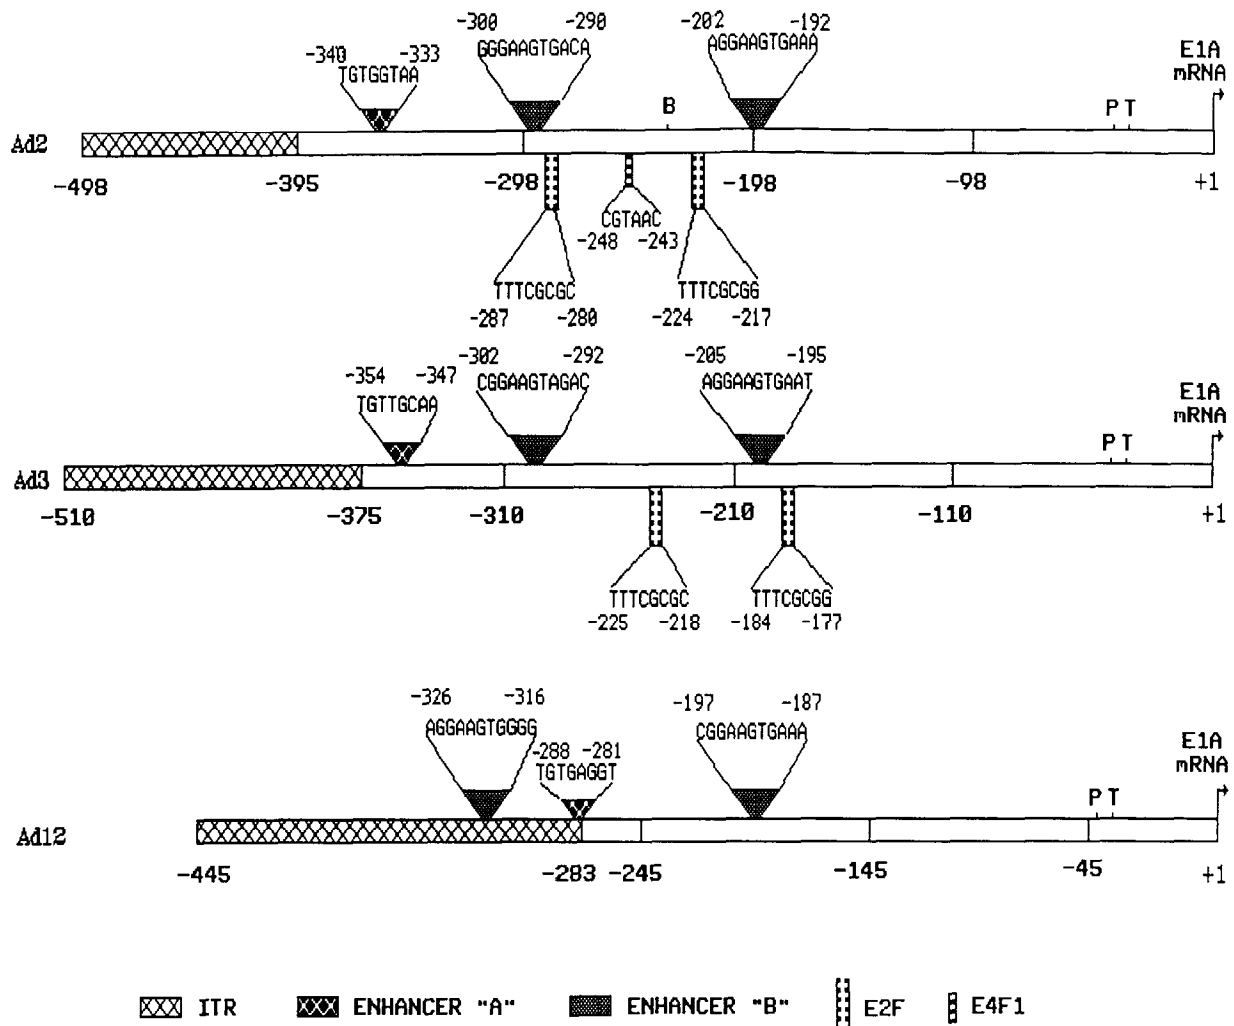 -300 -290
-202 -192
-340 -333
GGGAAGTGACA
AGGAAGTGAAA
E1A
mRNA
TGTGGTAA
B
P T
Ad2
-498 -395 -298 -198 -98 +1
CGTAAC
-248 -243
TTTCGCGC
TTTCGCGG
-287 -280
-224 -217
-302 -292
-205 -195
-354 -347
CGGAAGTAGAC
AGGAAGTGAAT
E1A
mRNA
TGTTGCAA
P T
Ad3
-510 -375 -310 -210 -110 +1
TTTCGCGC
TTTCGCGG
-225 -218
-184 -177
-326 -316
-197 -187
AGGAAGTGGGG
CGGAAGTGAAA
E1A
mRNA
-288 -281
TGTGAGGT
P T
Ad12
-445 -283 -245 -145 -45 +1
ITR
ENHANCER "A"
ENHANCER "B"
E2F
E4F1